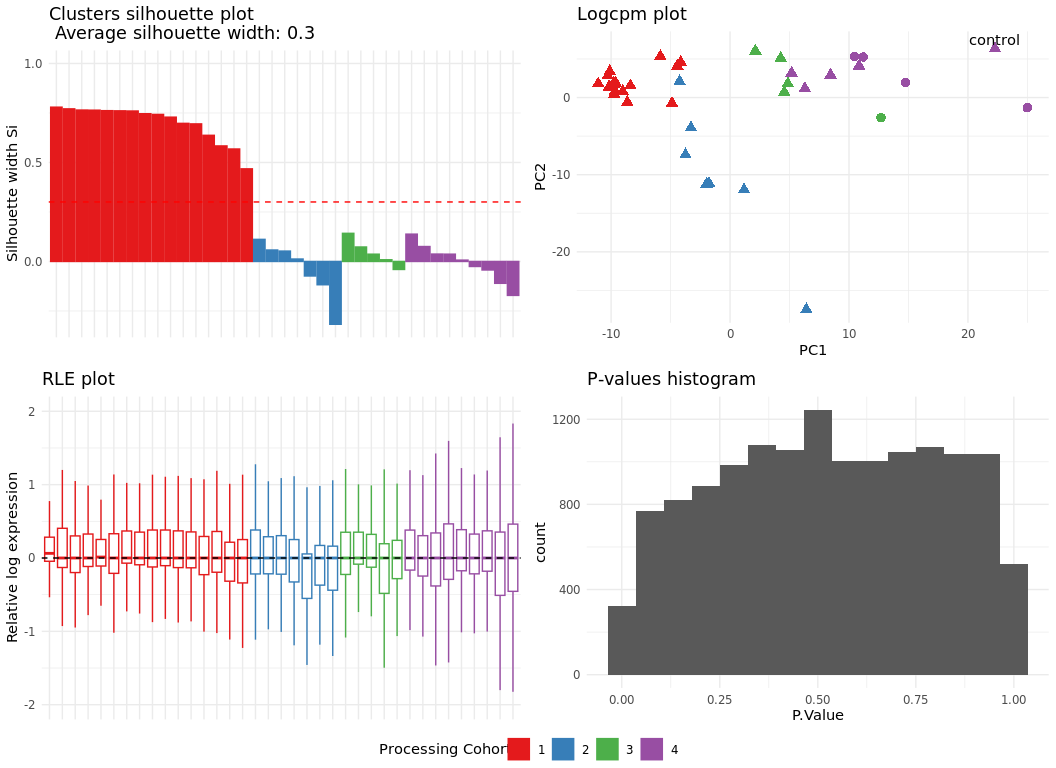 Clusters silhouette plot
Average silhouette width: 0.3
Silhouette width Si
1.0
0.5
0.0
Logcpm plot
control
PC2
0
-10
-20
-10
0
10
20
PC1
RLE plot
Relative log expression
2
1
0
-1
-2
P-values histogram
count
1200
800
400
0
0.00
0.25
0.50
0.75
1.00
P.Value
Processing Cohort
1
2
3
4